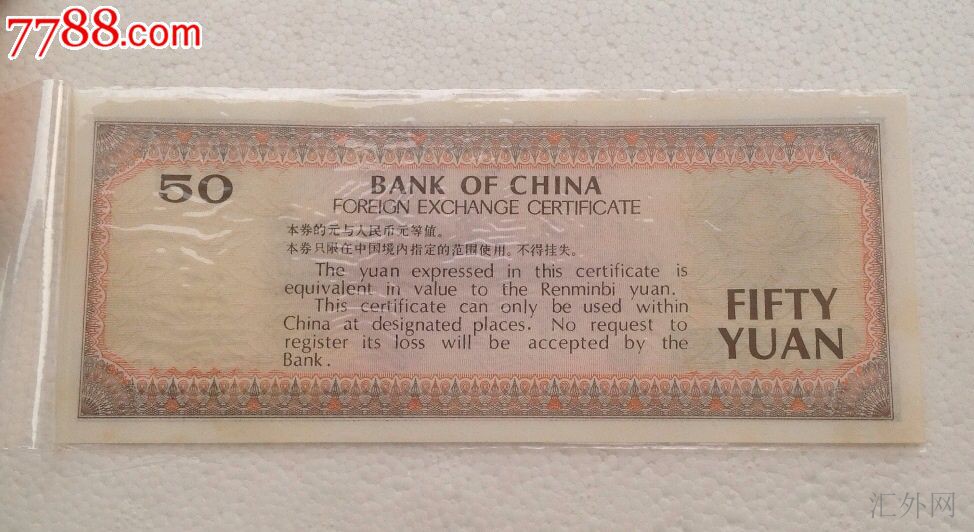 7788.com
50
BANK OF CHINA
FOREIGN EXCHANGE CERTIFICATE
本券的元与人民币元等值。
本券只限在中国境内指定的范围使用，不得挂失。
The yuan expressed in this certificate is
equivalent in value to the Renminbi yuan.
This certificate can only be used within
China at designated places. No request to
register its loss will be accepted by the
Bank.
FIFTY
YUAN
汇外网